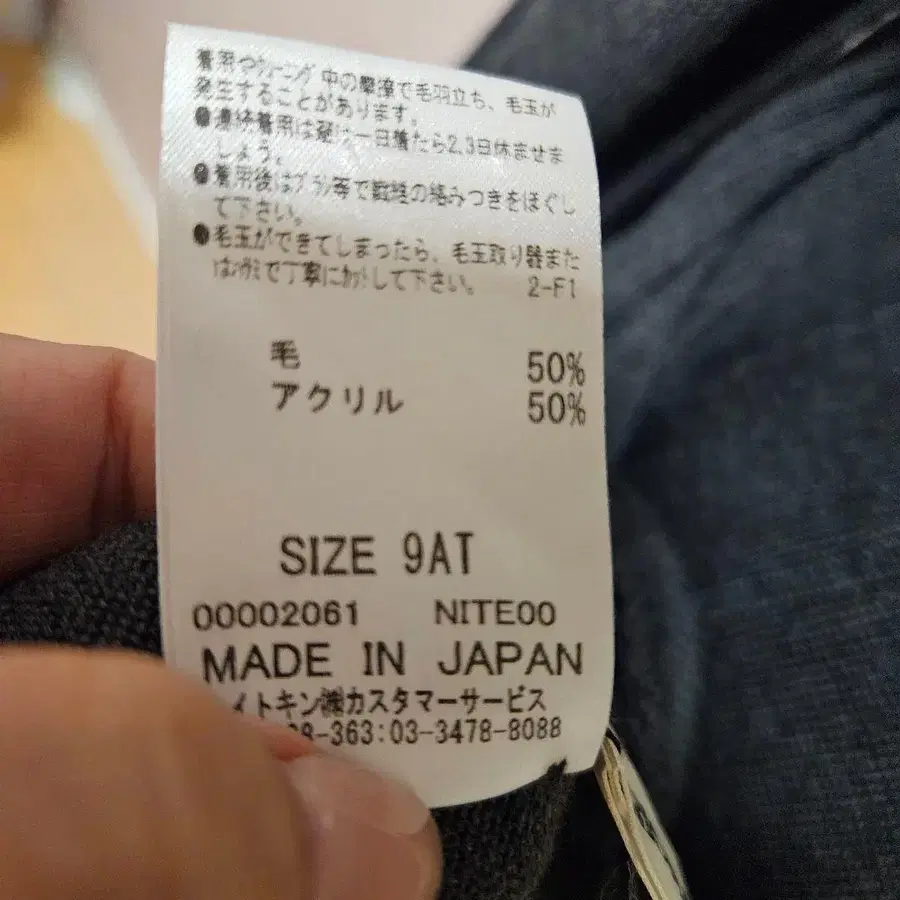 着用やクリーニング中の摩擦で毛羽立ち、毛玉が
発生することがあります。
●連続着用は避け一日着たら2,3日休ませま
しょう。
●着用後はブラシ等で繊維の絡みつきをほぐし
て下さい。
●毛玉ができてしまったら、毛玉取り器また
はハサミで丁寧にカットして下さい。 2-F1
毛 50%
アクリル 50%
SIZE 9AT
00002061 NITE00
MADE IN JAPAN
イトキン㈱カスタマーサービス
8-363:03-3478-8088